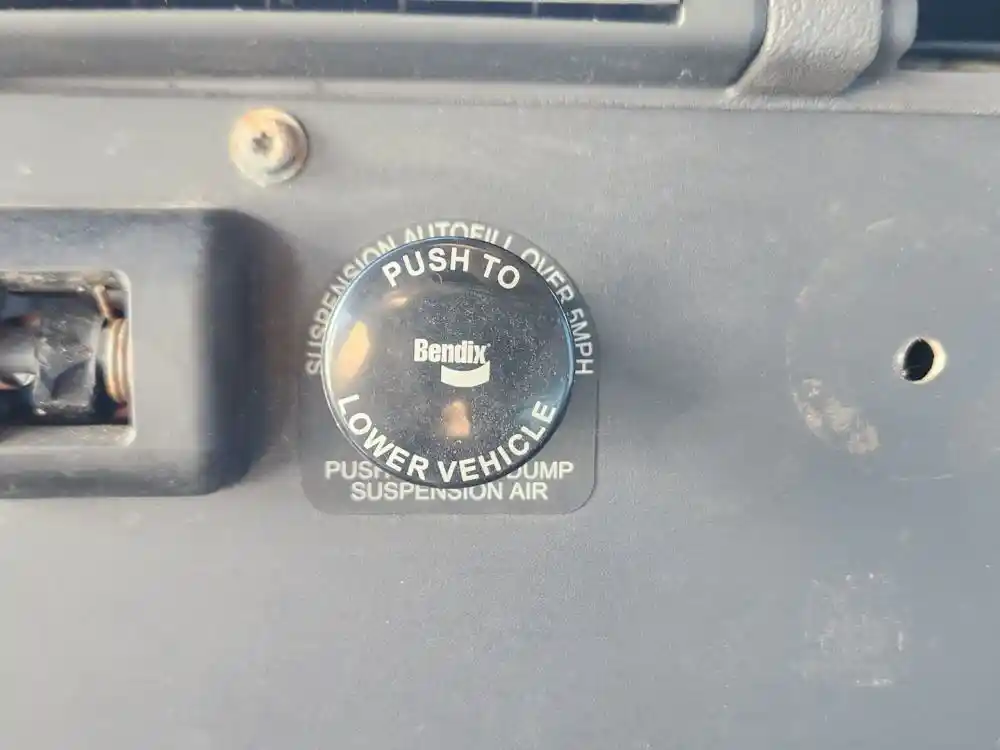 SUSPENSION AUTOFILL OVER 5MPH
PUSH TO
Bendix
LOWER VEHICLE
PUSH DUMP
SUSPENSION AIR